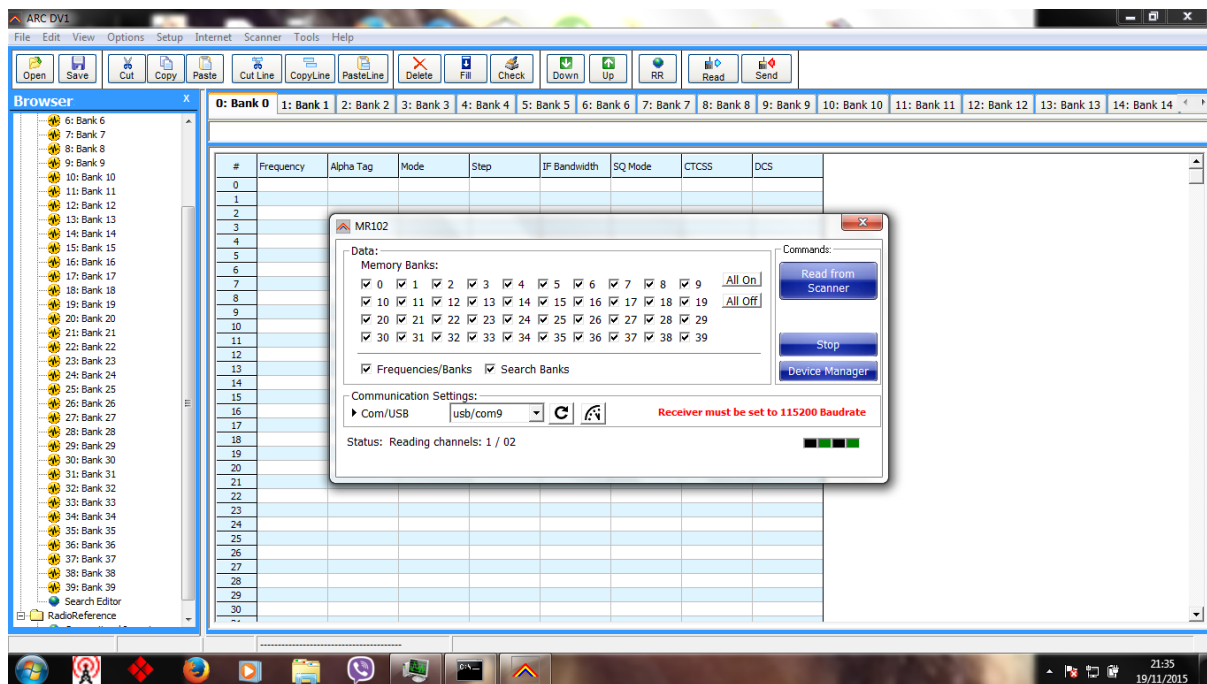 ARC DV1
File Edit View Options Setup Internet Scanner Tools Help
Open Save Cut Copy Paste Cut Line CopyLine PasteLine Delete Fill Check Down Up RR Read Send
Browser x
0: Bank 0 1: Bank 1 2: Bank 2 3: Bank 3 4: Bank 4 5: Bank 5 6: Bank 6 7: Bank 7 8: Bank 8 9: Bank 9 10: Bank 10 11: Bank 11 12: Bank 12 13: Bank 13 14: Bank 14
6: Bank 6
7: Bank 7
8: Bank 8
9: Bank 9
10: Bank 10
11: Bank 11
12: Bank 12
13: Bank 13
14: Bank 14
15: Bank 15
16: Bank 16
17: Bank 17
18: Bank 18
19: Bank 19
20: Bank 20
21: Bank 21
22: Bank 22
23: Bank 23
24: Bank 24
25: Bank 25
26: Bank 26
27: Bank 27
28: Bank 28
29: Bank 29
30: Bank 30
31: Bank 31
32: Bank 32
33: Bank 33
34: Bank 34
35: Bank 35
36: Bank 36
37: Bank 37
38: Bank 38
39: Bank 39
Search Editor
RadioReference
# Frequency Alpha Tag Mode Step IF Bandwidth SQ Mode CTCSS DCS
0
1
2
3
4
5
6
7
8
9
10
11
12
13
14
15
16
17
18
19
20
21
22
23
24
25
26
27
28
29
30
MR102
Data:
Memory Banks:
0 1 2 3 4 5 6 7 8 9 All On
10 11 12 13 14 15 16 17 18 19 All Off
20 21 22 23 24 25 26 27 28 29
30 31 32 33 34 35 36 37 38 39
Frequencies/Banks Search Banks
Commands:
Read from
Scanner
Stop
Device Manager
Communication Settings:
Com/USB usb/com9 Receiver must be set to 115200 Baudrate
Status: Reading channels: 1 / 02
21:35
19/11/2015